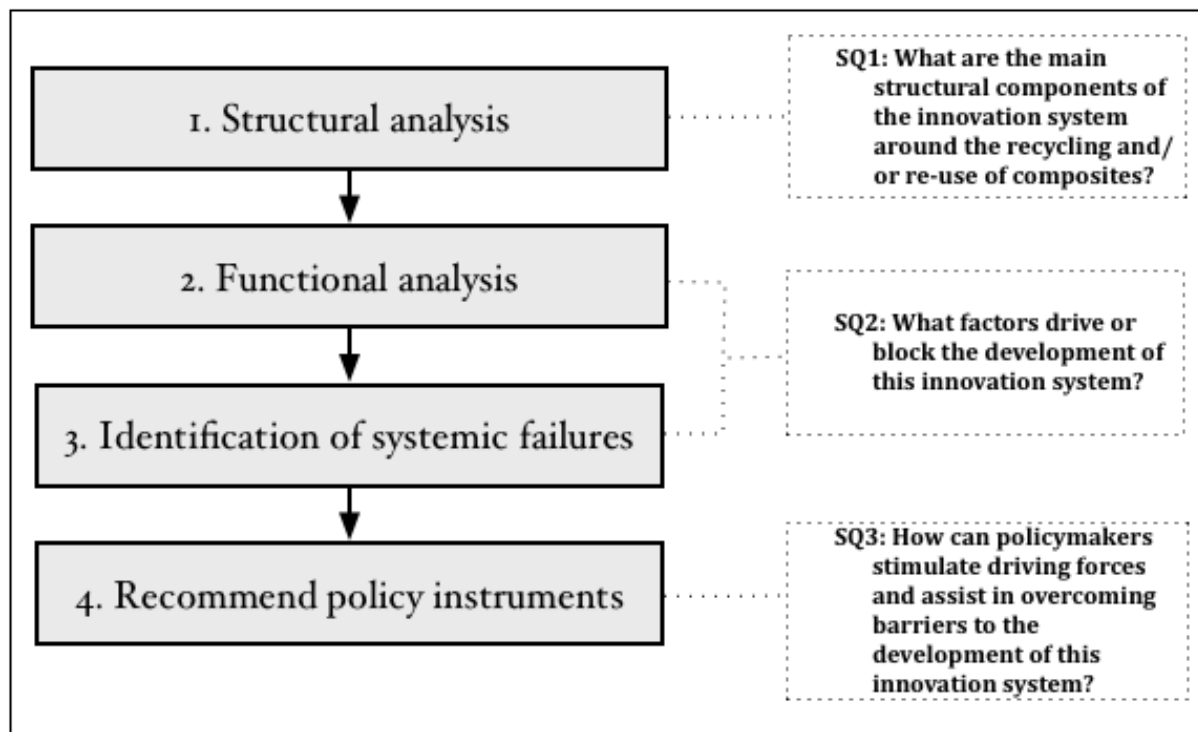 1. Structural analysis
SQ1: What are the main
structural components of
the innovation system
around the recycling and/
or re-use of composites?
2. Functional analysis
SQ2: What factors drive or
block the development of
this innovation system?
3. Identification of systemic failures
4. Recommend policy instruments
SQ3: How can policymakers
stimulate driving forces
and assist in overcoming
barriers to the
development of this
innovation system?